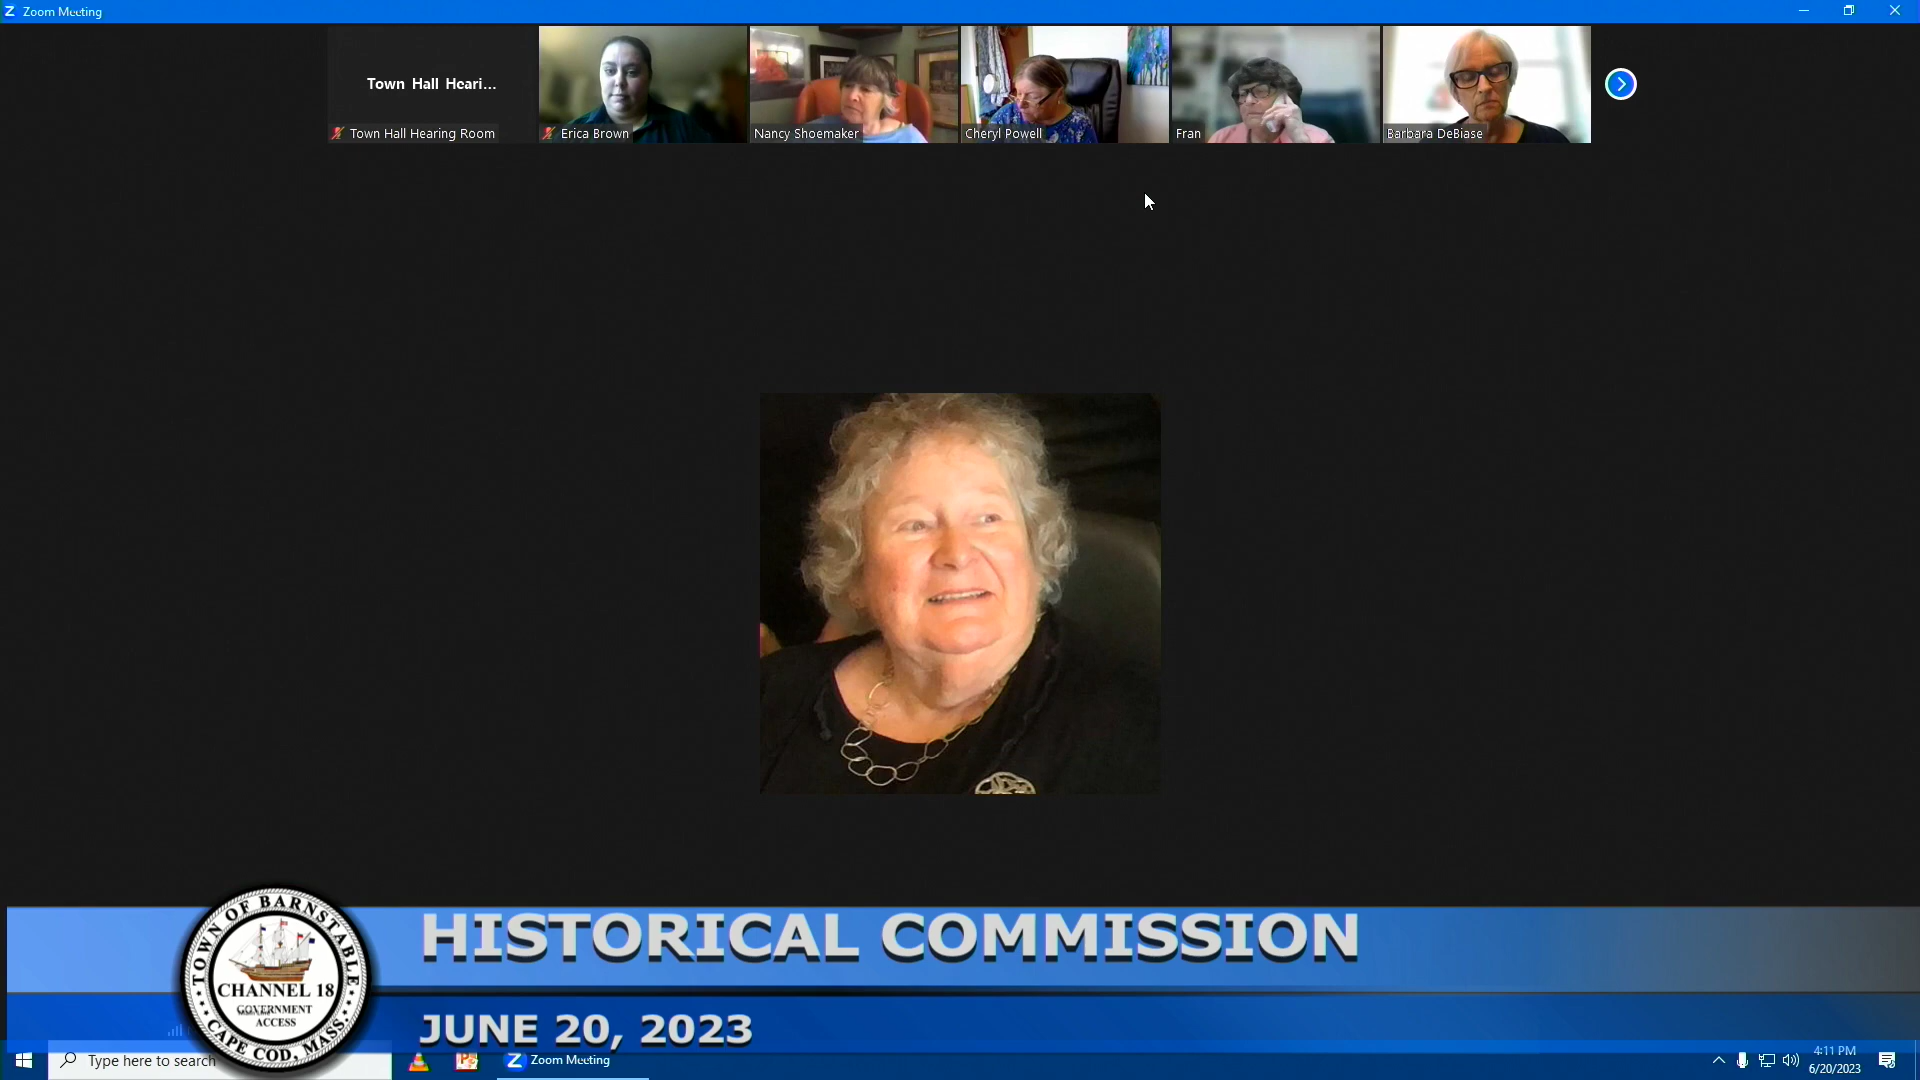 Zoom Meeting
Town Hall Heari...
Town Hall Hearing Room
Erica Brown
Nancy Shoemaker
Cheryl Powell
Fran
Barbara DeBiase
HISTORICAL COMMISSION
TOWN OF BARNSTABLE
CHANNEL 18
GOVERNMENT
ACCESS
CAPE COD, MASS.
JUNE 20, 2023
Type here to search
Zoom Meeting
4:11 PM
6/20/2023